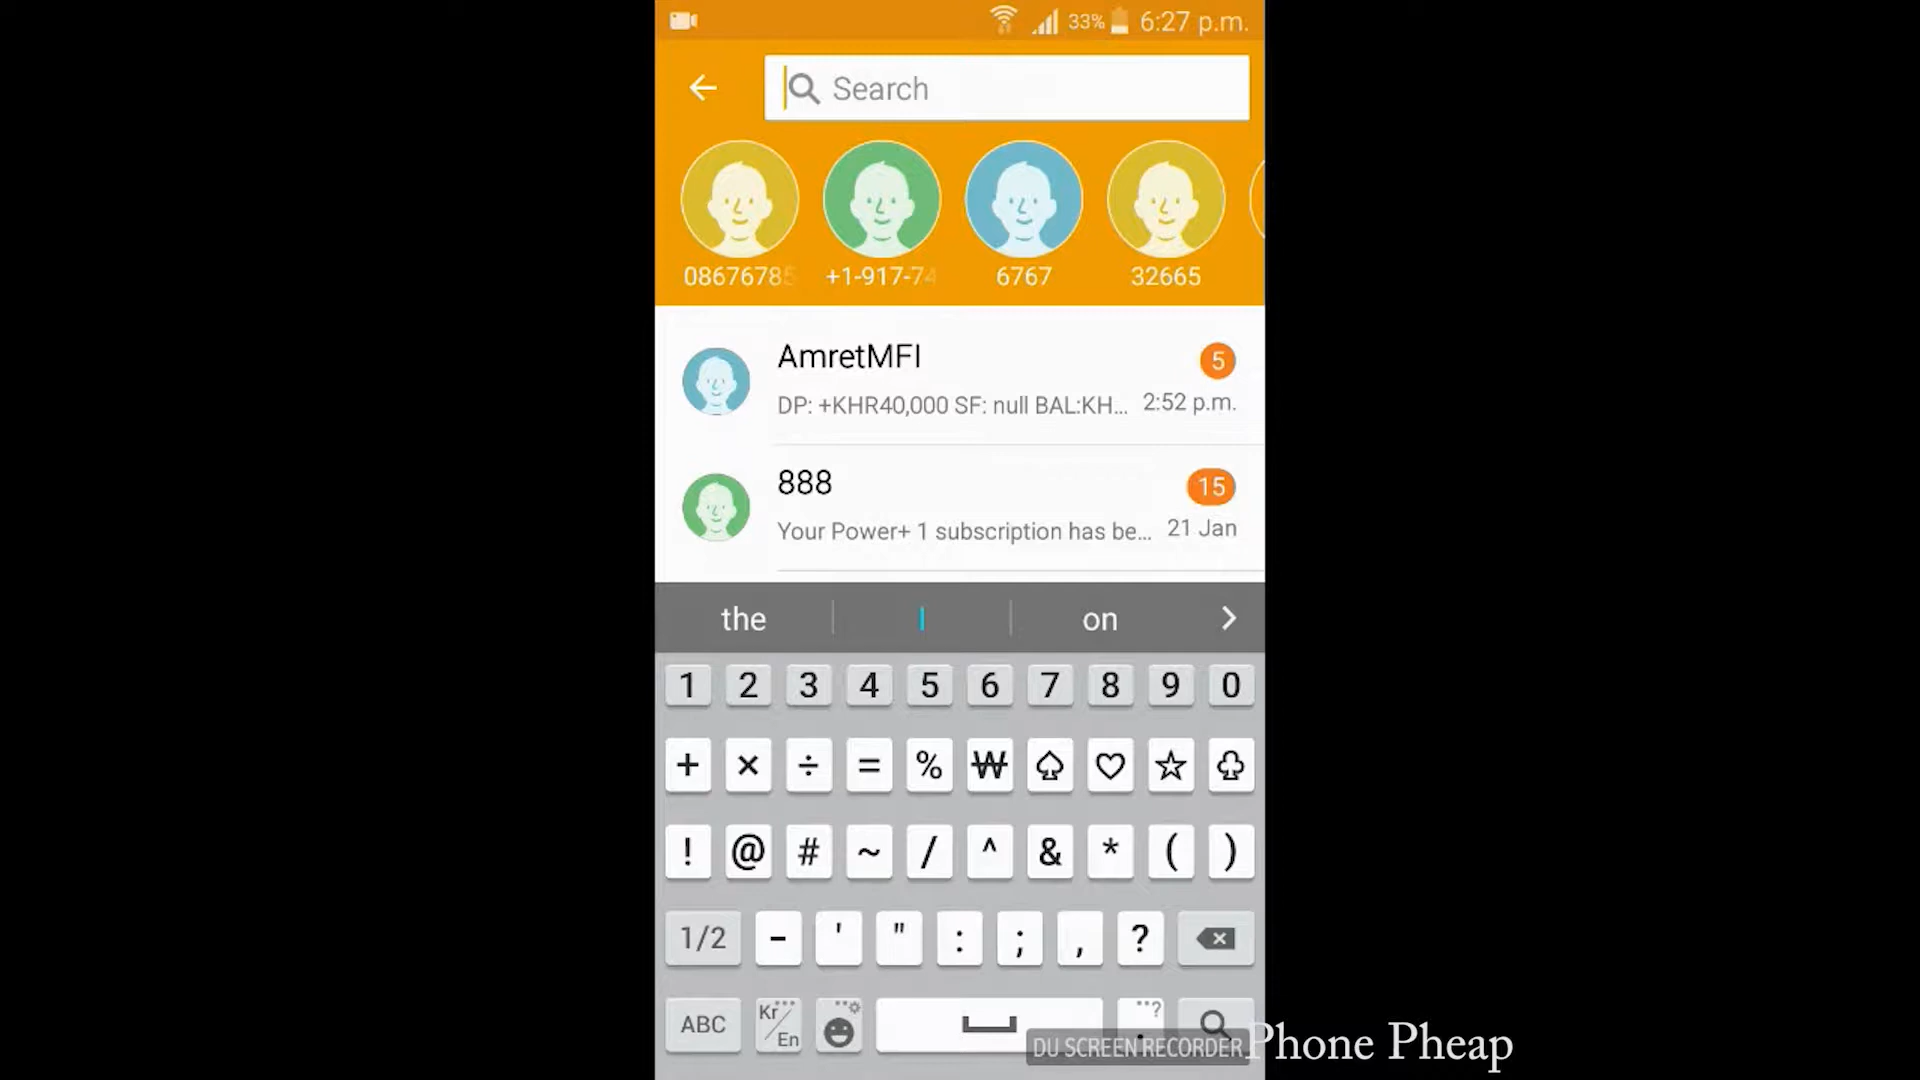 33% 6:27 p.m.
Search
08676785 +1-917-74 6767 32665
AmretMFI 5
DP: +KHR40,000 SF: null BAL:KH... 2:52 p.m.
888 15
Your Power+ 1 subscription has be... 21 Jan
the I on
1 2 3 4 5 6 7 8 9 0
+ × ÷ = % ₩ ♤ ♡ ☆ ♧
! @ # ~ / ^ & * ( )
1/2 - ' " : ; , ?
ABC Kr/En . ?
DU SCREEN RECORDER Phone Pheap